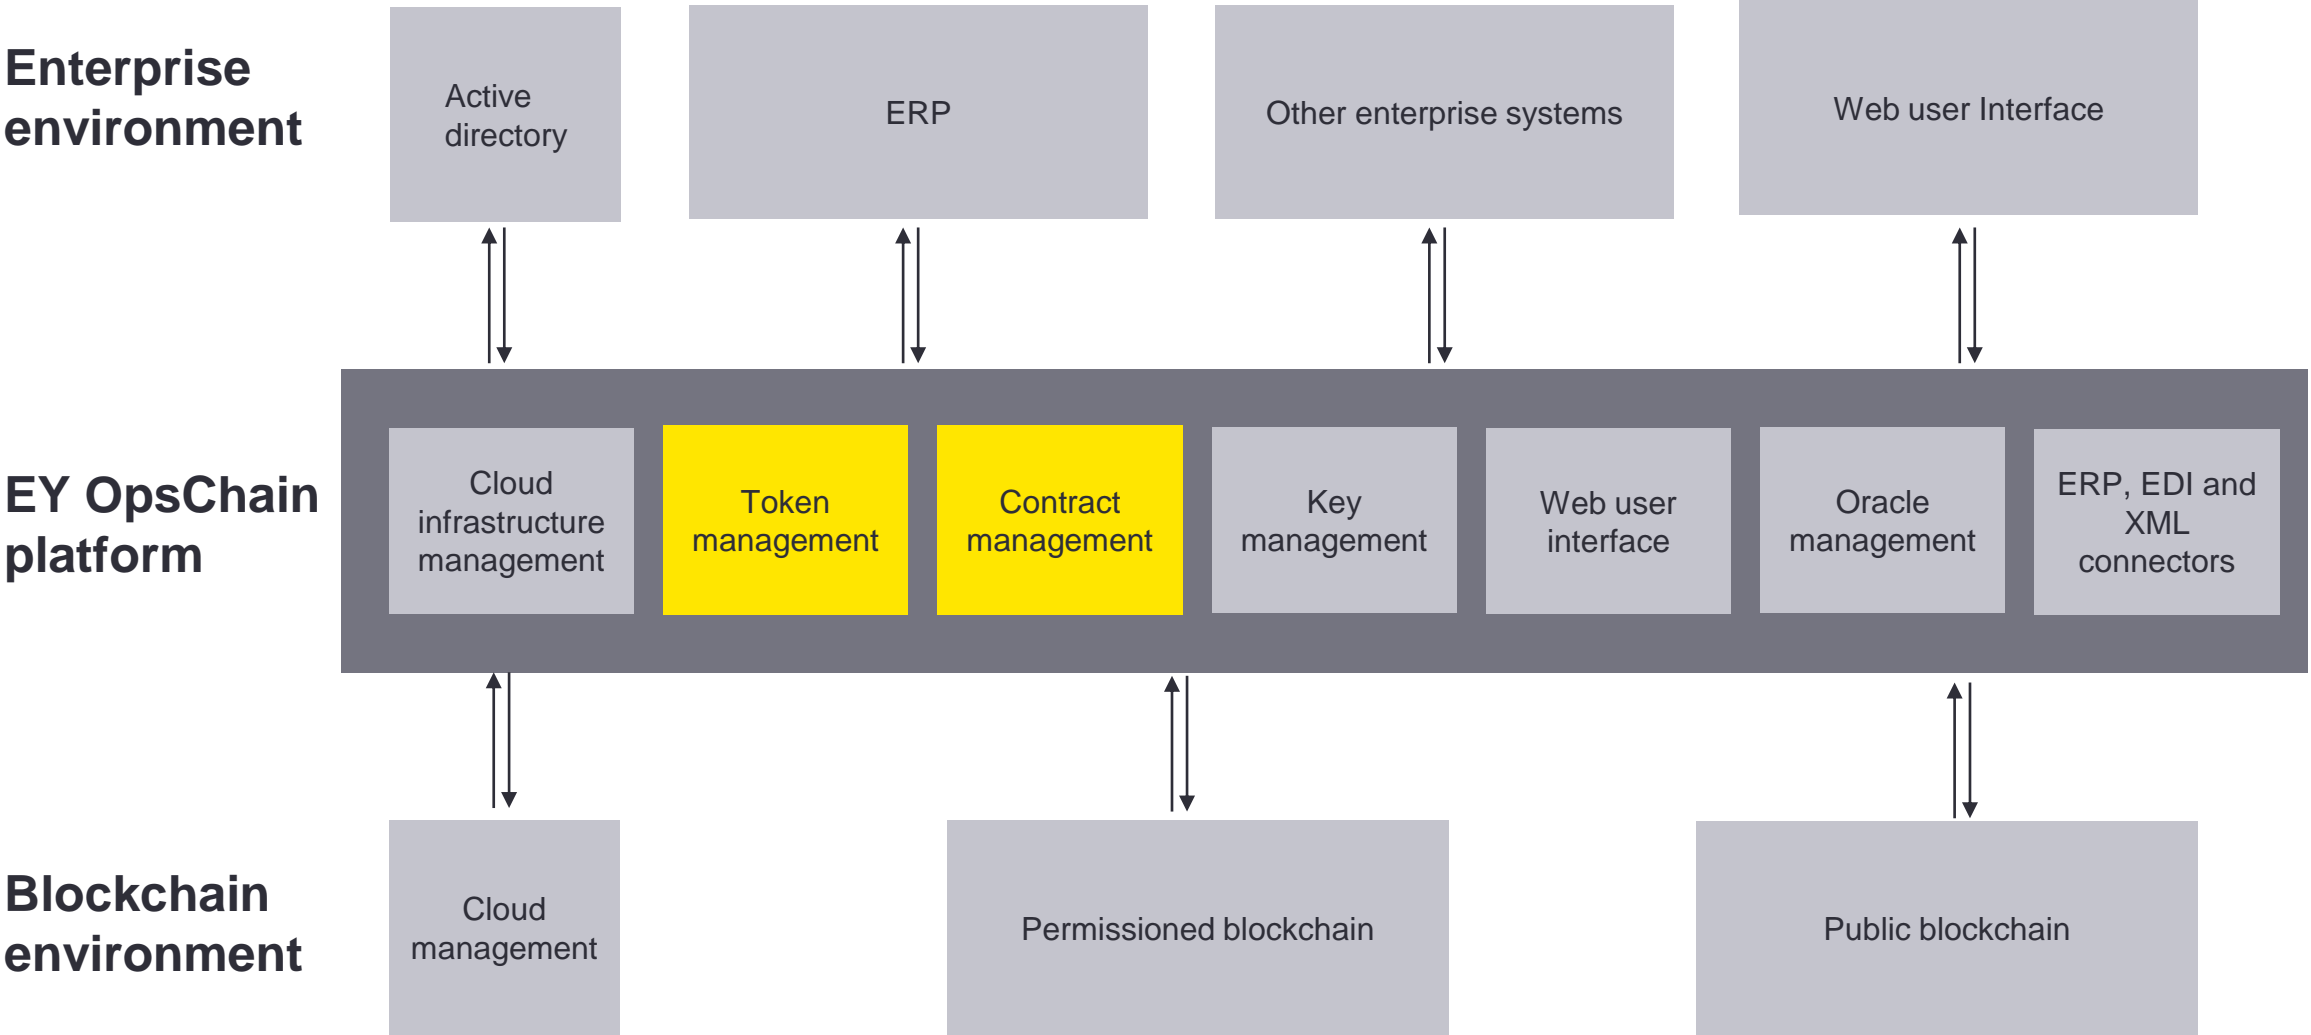 Enterprise
environment
Active
directory
ERP
Other enterprise systems
Web user Interface
EY OpsChain
platform
Cloud
infrastructure
management
Token
management
Contract
management
Key
management
Web user
interface
Oracle
management
ERP, EDI and
XML
connectors
Blockchain
environment
Cloud
management
Permissioned blockchain
Public blockchain